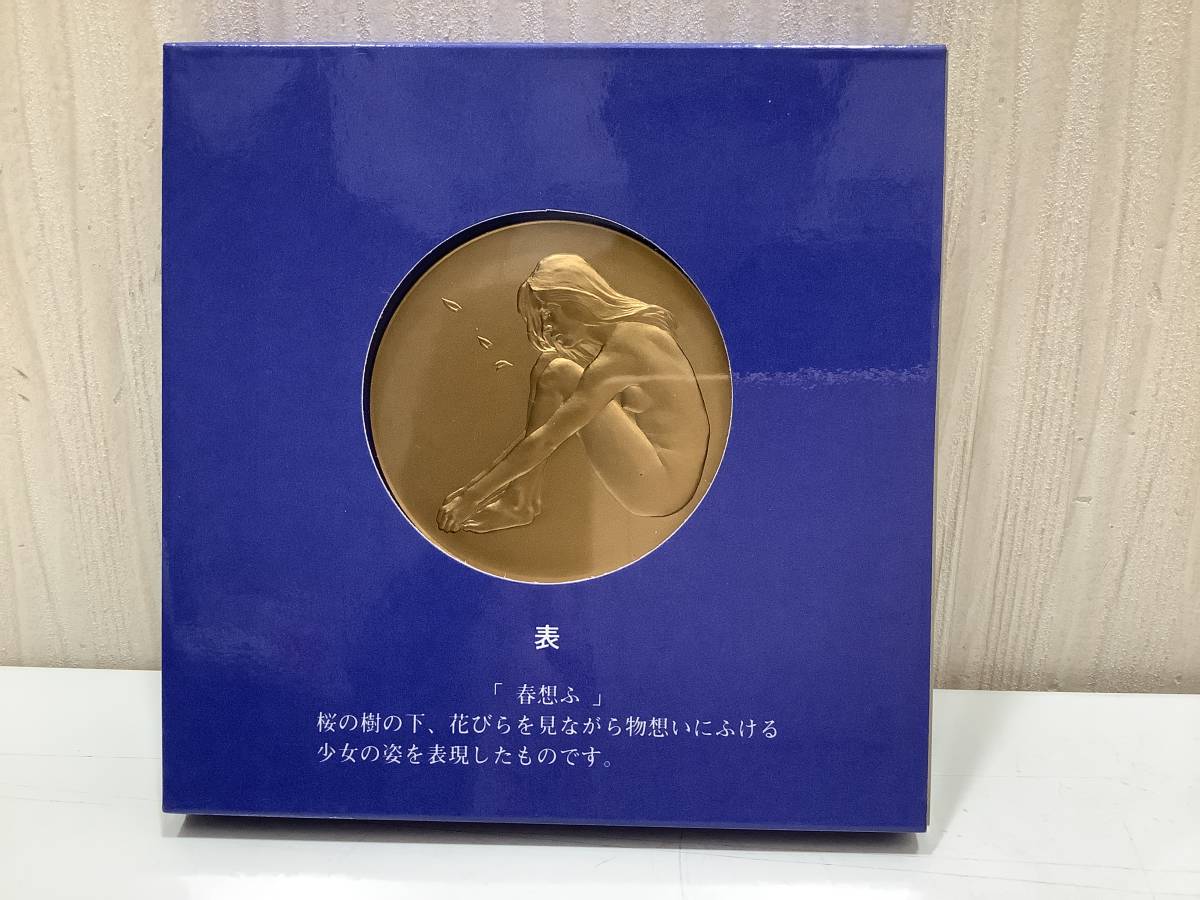 表
「 春想ふ 」
桜の樹の下、花びらを見ながら物想いにふける
少女の姿を表現したものです。